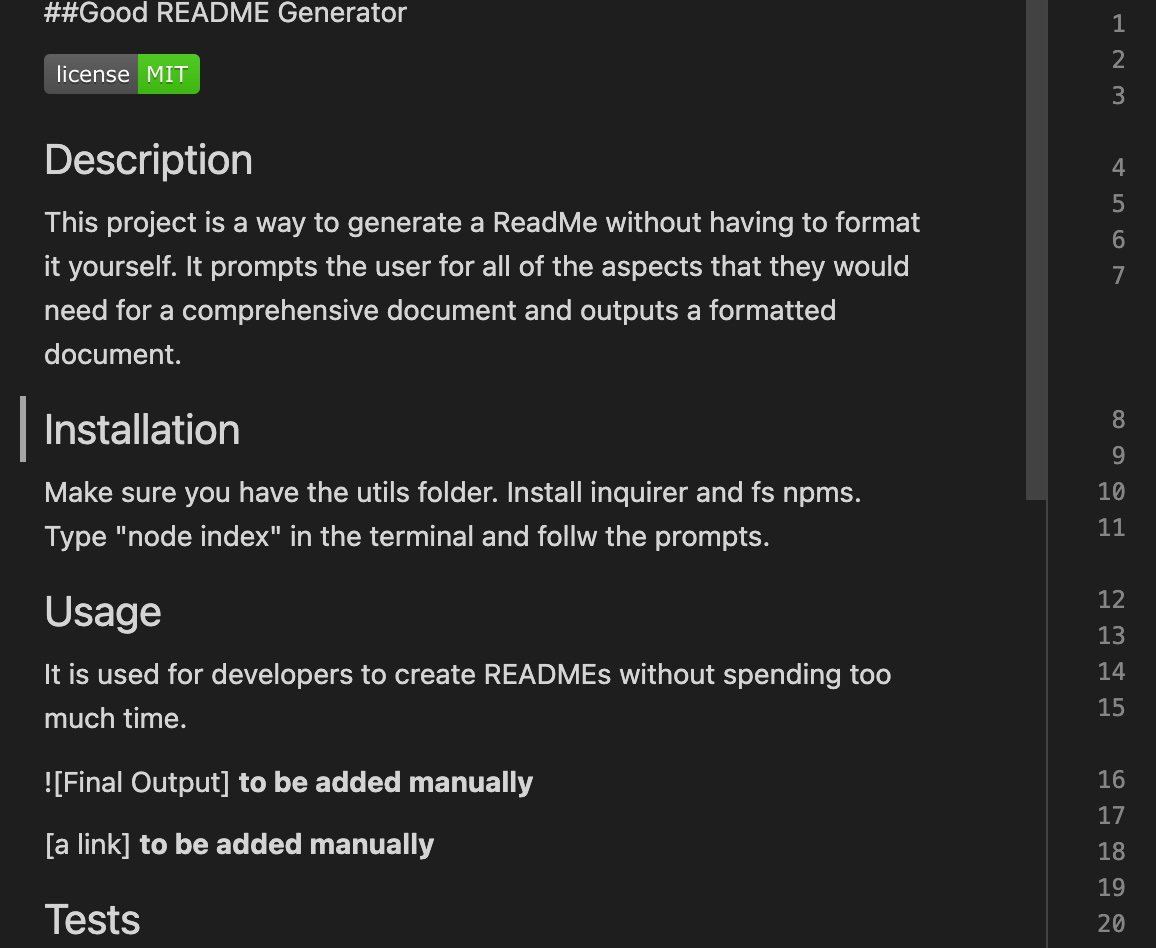 ##Good README Generator
license MIT
Description
This project is a way to generate a ReadMe without having to format
it yourself. It prompts the user for all of the aspects that they would
need for a comprehensive document and outputs a formatted
document.
Installation
Make sure you have the utils folder. Install inquirer and fs npms.
Type "node index" in the terminal and follw the prompts.
Usage
It is used for developers to create READMEs without spending too
much time.
![Final Output] to be added manually
[a link] to be added manually
Tests
1
2
3
4
5
6
7
8
9
10
11
12
13
14
15
16
17
18
19
20